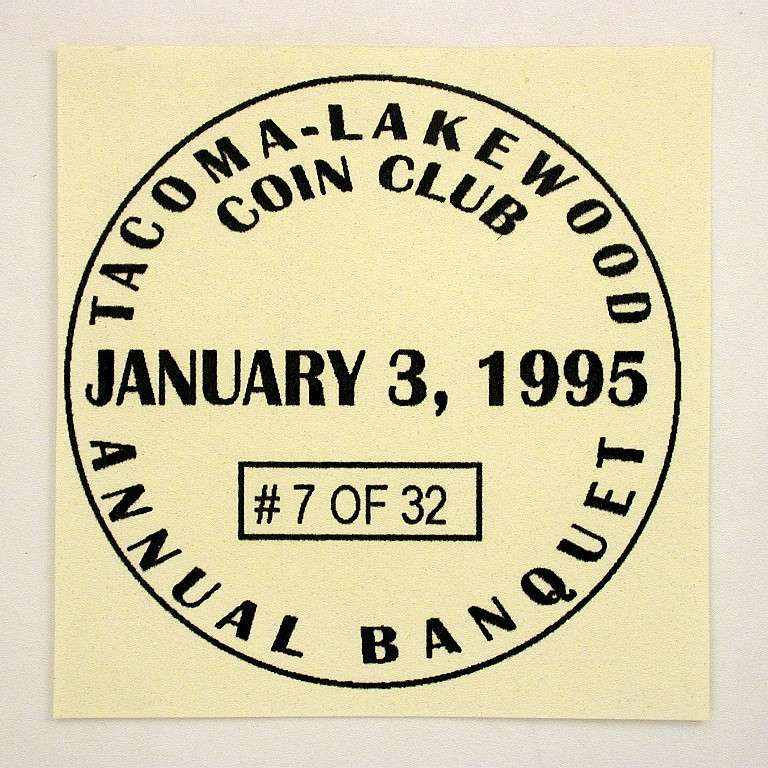 TACOMA-LAKEWOOD
COIN CLUB
JANUARY 3, 1995
# 7 OF 32
ANNUAL BANQUET